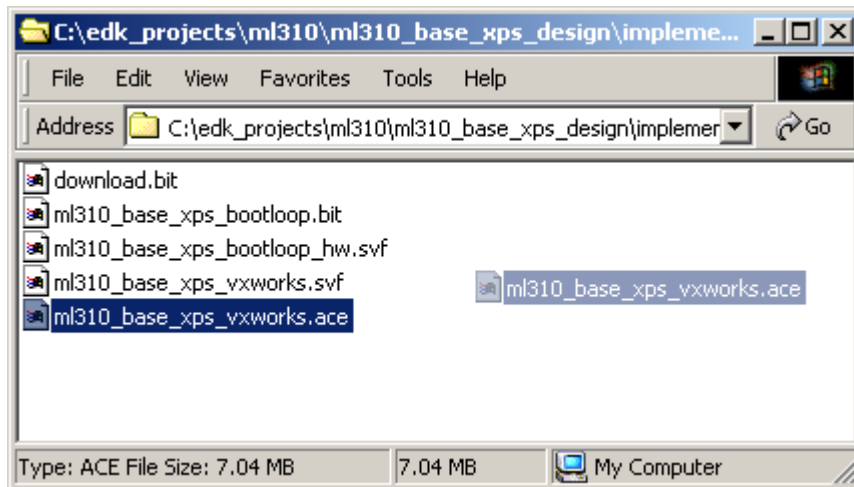 C:\edk_projects\ml310\ml310_base_xps_design\impleme...
File Edit View Favorites Tools Help
Address C:\edk_projects\ml310\ml310_base_xps_design\implemer Go
download.bit
ml310_base_xps_bootloop.bit
ml310_base_xps_bootloop_hw.svf
ml310_base_xps_vxworks.svf
ml310_base_xps_vxworks.ace
ml310_base_xps_vxworks.ace
Type: ACE File Size: 7.04 MB 7.04 MB My Computer